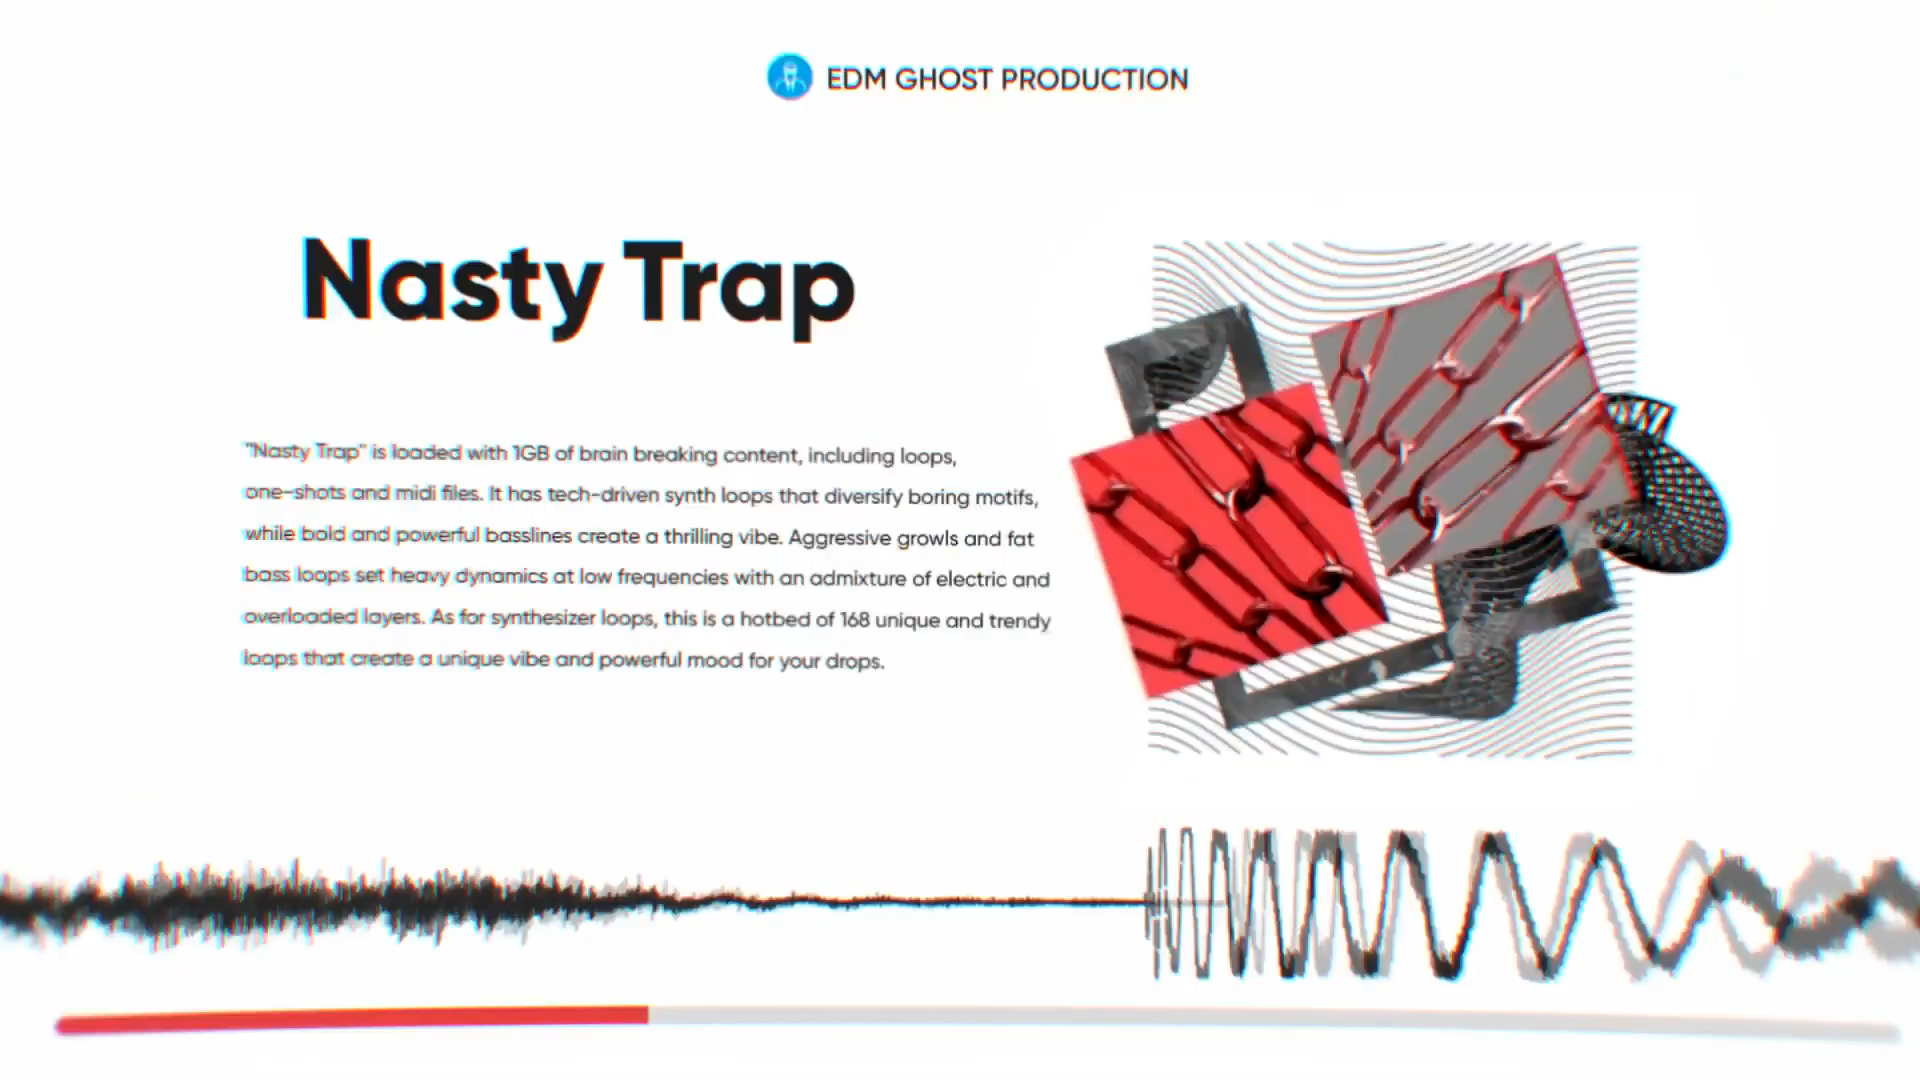 EDM GHOST PRODUCTION
Nasty Trap
"Nasty Trap" is loaded with 1GB of brain breaking content, including loops,
one-shots and midi files. It has tech-driven synth loops that diversify boring motifs,
while bold and powerful basslines create a thrilling vibe. Aggressive growls and fat
bass loops set heavy dynamics at low frequencies with an admixture of electric and
overloaded layers. As for synthesizer loops, this is a hotbed of 168 unique and trendy
loops that create a unique vibe and powerful mood for your drops.